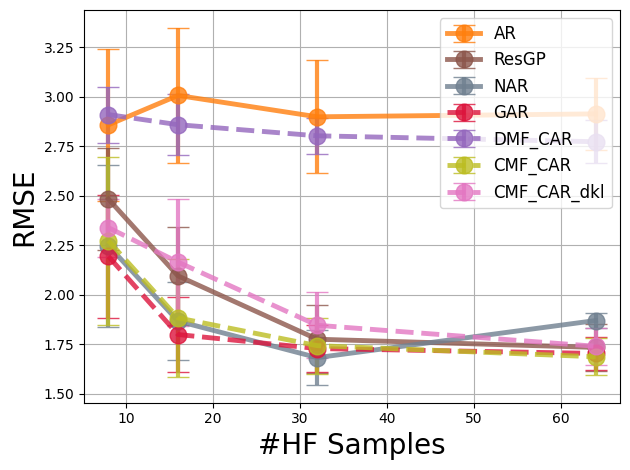 3.25
3.00
2.75
2.50
2.25
2.00
1.75
1.50
RMSE
10
20
30
40
50
60
#HF Samples
AR
ResGP
NAR
GAR
DMF_CAR
CMF_CAR
CMF_CAR_dkl